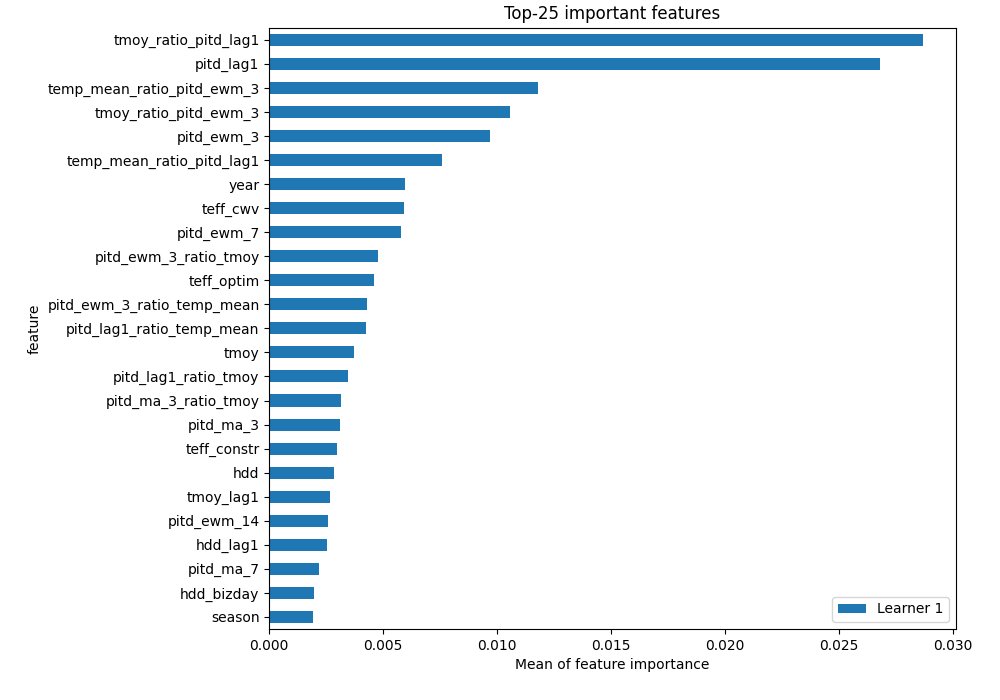 Top-25 important features
tmoy_ratio_pitd_lag1
pitd_lag1
temp_mean_ratio_pitd_ewm_3
tmoy_ratio_pitd_ewm_3
pitd_ewm_3
temp_mean_ratio_pitd_lag1
year
teff_cwv
pitd_ewm_7
pitd_ewm_3_ratio_tmoy
teff_optim
pitd_ewm_3_ratio_temp_mean
pitd_lag1_ratio_temp_mean
tmoy
pitd_lag1_ratio_tmoy
pitd_ma_3_ratio_tmoy
pitd_ma_3
teff_constr
hdd
tmoy_lag1
pitd_ewm_14
hdd_lag1
pitd_ma_7
hdd_bizday
season
feature
Learner 1
0.000 0.005 0.010 0.015 0.020 0.025 0.030
Mean of feature importance